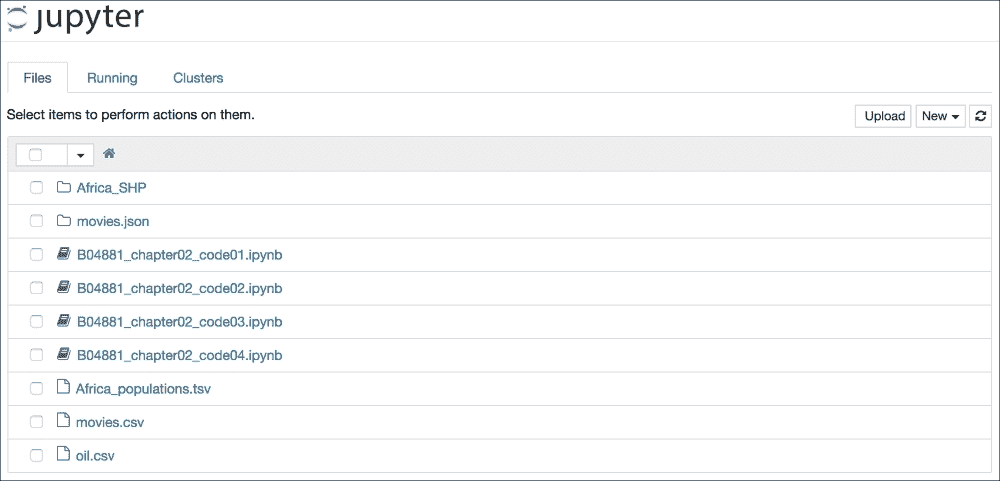 jupyter
Files Running Clusters
Select items to perform actions on them. Upload New
Africa_SHP
movies.json
B04881_chapter02_code01.ipynb
B04881_chapter02_code02.ipynb
B04881_chapter02_code03.ipynb
B04881_chapter02_code04.ipynb
Africa_populations.tsv
movies.csv
oil.csv